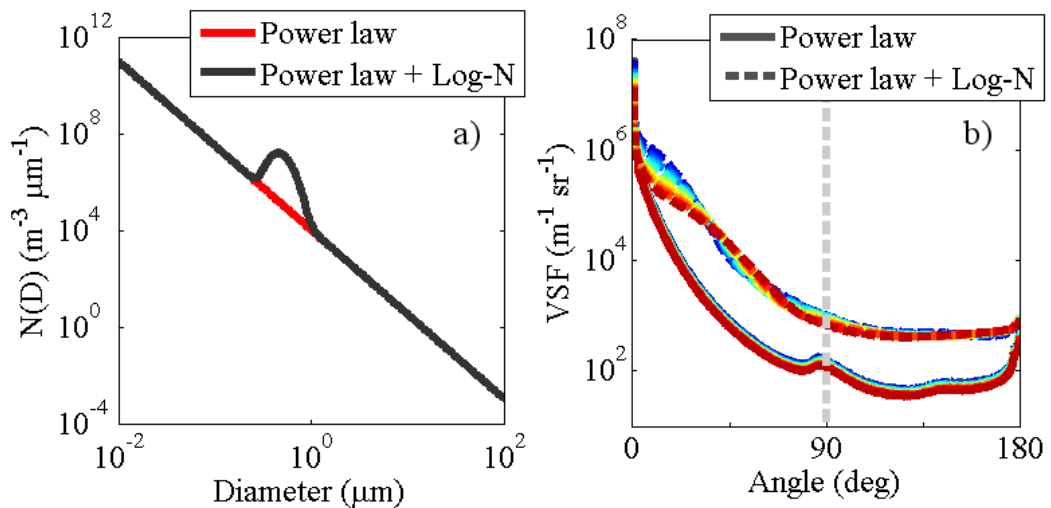 Power law
Power law + Log-N
a)
10^12
10^8
10^4
10^0
10^-4
N(D) (m^-3 μm^-1)
10^-2
10^0
10^2
Diameter (μm)
Power law
Power law + Log-N
b)
10^8
10^6
10^4
10^2
VSF (m^-1 sr^-1)
0
90
180
Angle (deg)